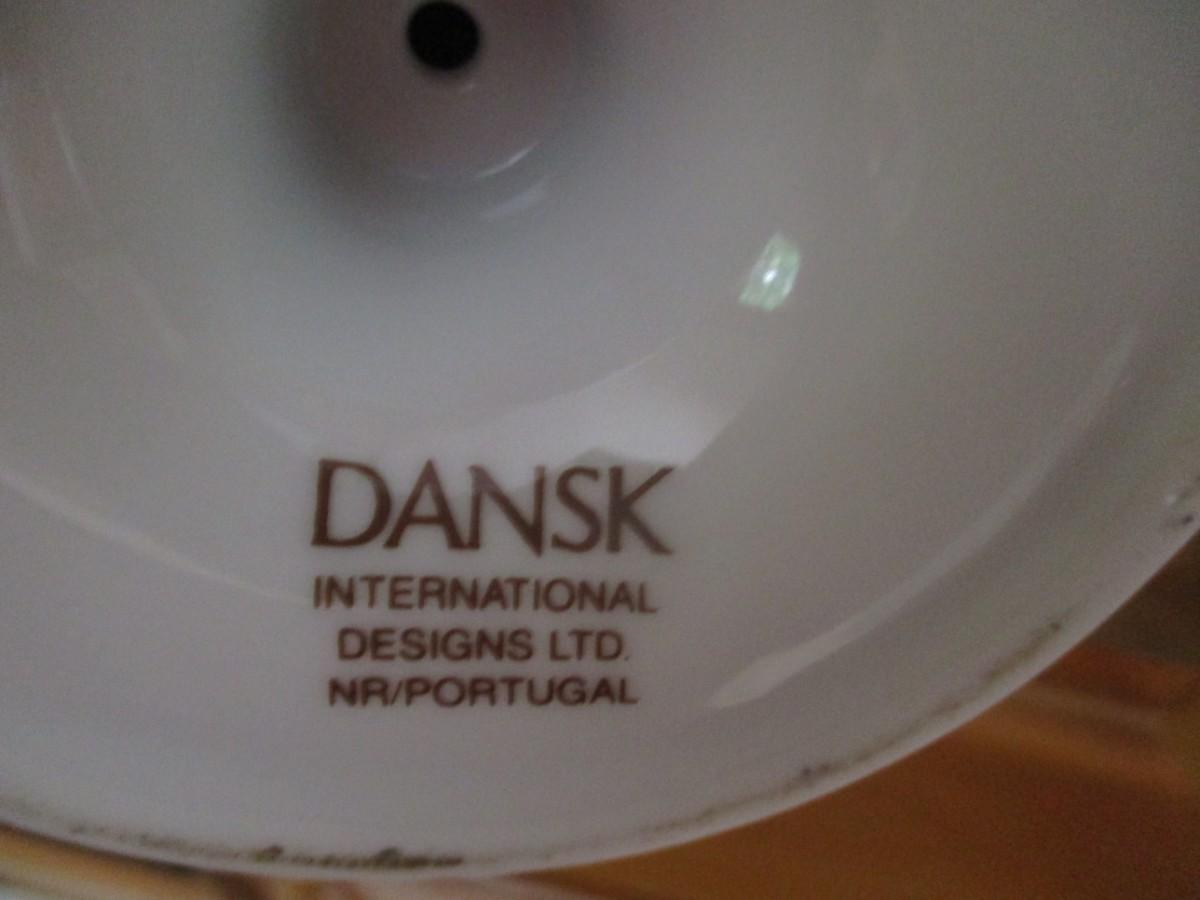 DANSK
INTERNATIONAL
DESIGNS LTD.
NR/PORTUGAL